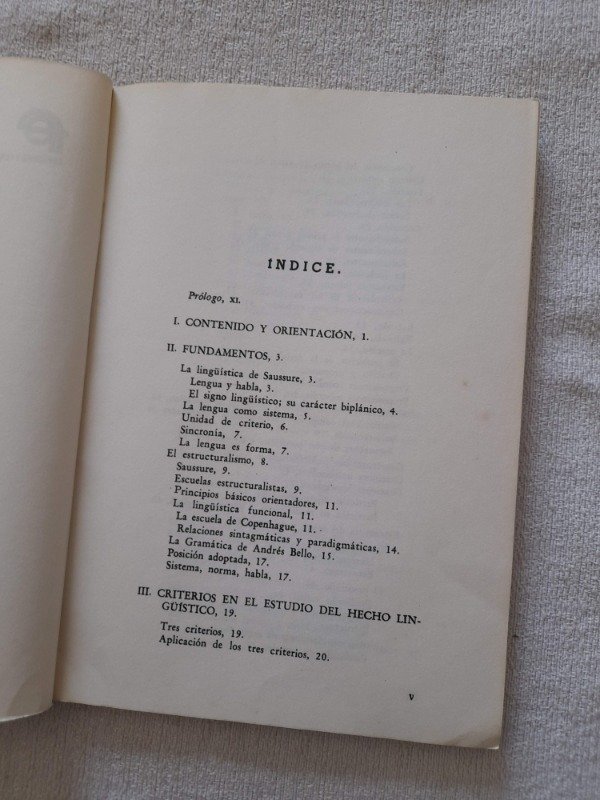 ÍNDICE.
Prólogo, XI.
I. CONTENIDO Y ORIENTACIÓN, 1.
II. FUNDAMENTOS, 3.
La lingüística de Saussure, 3.
Lengua y habla, 3.
El signo lingüístico; su carácter biplánico, 4.
La lengua como sistema, 5.
Unidad de criterio, 6.
Sincronía, 7.
La lengua es forma, 7.
El estructuralismo, 8.
Saussure, 9.
Escuelas estructuralistas, 9.
Principios básicos orientadores, 11.
La lingüística funcional, 11.
La escuela de Copenhague, 11.
Relaciones sintagmáticas y paradigmáticas, 14.
La Gramática de Andrés Bello, 15.
Posición adoptada, 17.
Sistema, norma, habla, 17.
III. CRITERIOS EN EL ESTUDIO DEL HECHO LIN-
GÜÍSTICO, 19.
Tres criterios, 19.
Aplicación de los tres criterios, 20.
V